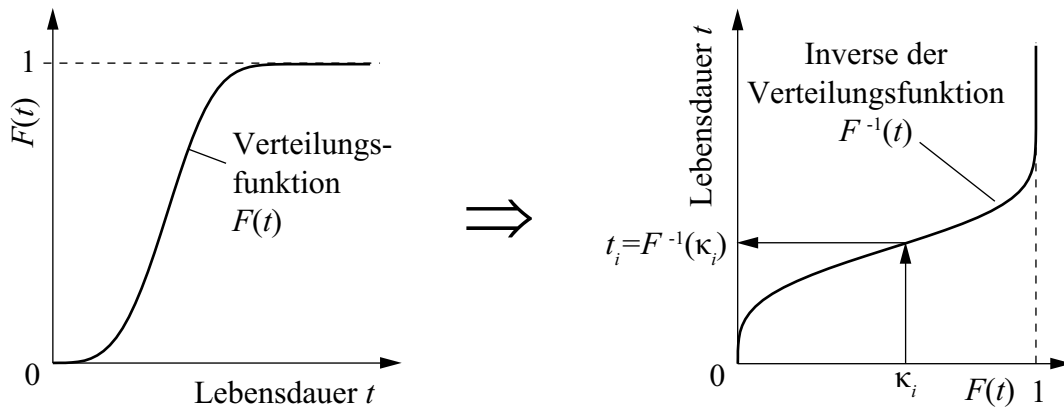 1
F(t)
Verteilungs-
funktion
F(t)
0
Lebensdauer t
⇒
Lebensdauer t
Inverse der
Verteilungsfunktion
F⁻¹(t)
tᵢ=F⁻¹(κᵢ)
0
κᵢ
F(t)
1